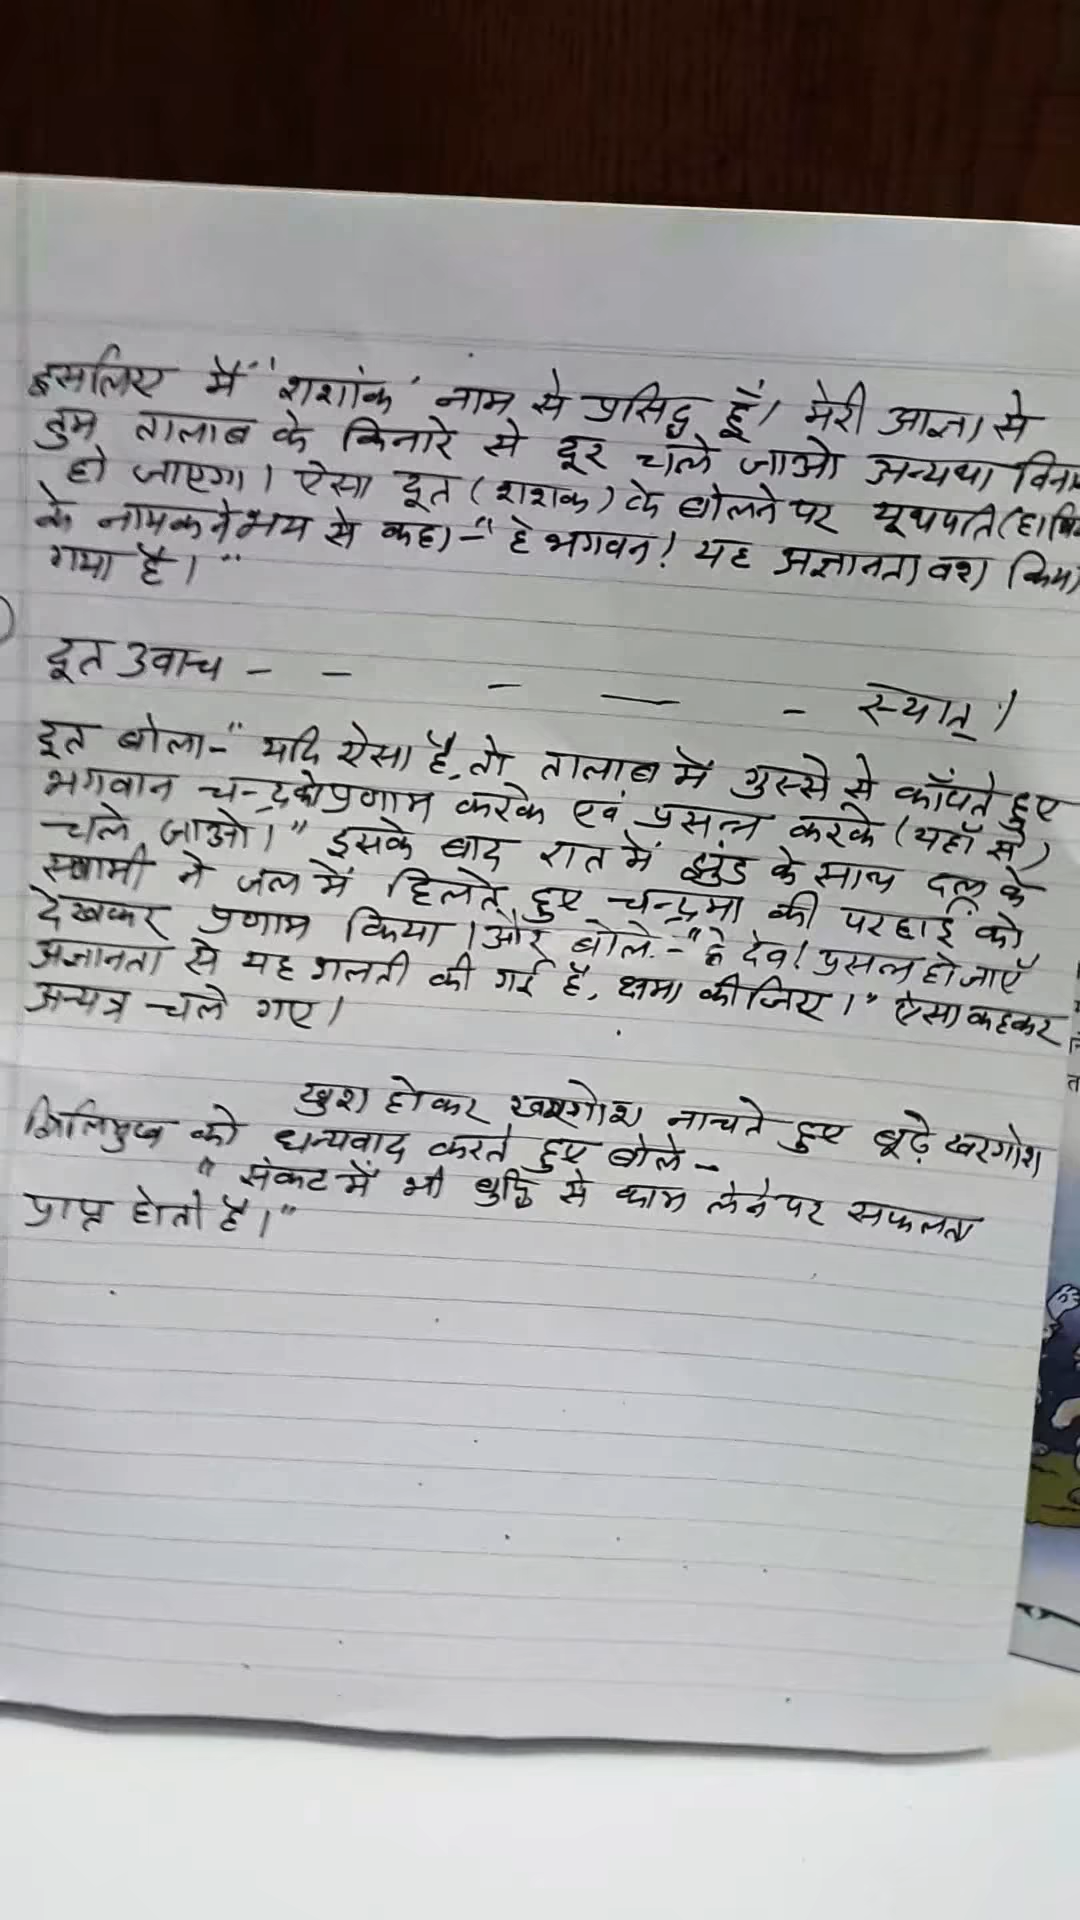 इसलिए मैं 'शशांक' नाम से प्रसिद्ध हूँ। मेरी आज्ञा से
तुम तालाब के किनारे से दूर चले जाओ अन्यथा
हो जाएगा। ऐसा दूत (शशक) के बोलने पर यूथपति
के नायक ने भय से कहा - "हे भगवन! यह अज्ञानता वश किया
गया है।"
दूत उवाच - - - — - स्यात्।
दूत बोला - "यदि ऐसा है, तो तालाब में गुस्से से काँपते हुए
भगवान चन्द्र को प्रणाम करके एवं प्रसन्न करके (यहाँ से)
चले जाओ।" इसके बाद रात में झुंड के साथ दल के
स्वामी ने जल में हिलते हुए चन्द्रमा की परछाई को
देखकर प्रणाम किया। और बोले - "हे देव! प्रसन्न हो जाएँ
अज्ञानता से यह गलती की गई है, क्षमा कीजिए।" ऐसा कहकर
अन्यत्र चले गए।
खुश होकर खरगोश नाचते हुए बूढ़े खरगोश
को धन्यवाद करते हुए बोले -
"संकट में भी बुद्धि से काम लेने पर सफलता
प्राप्त होती है।"